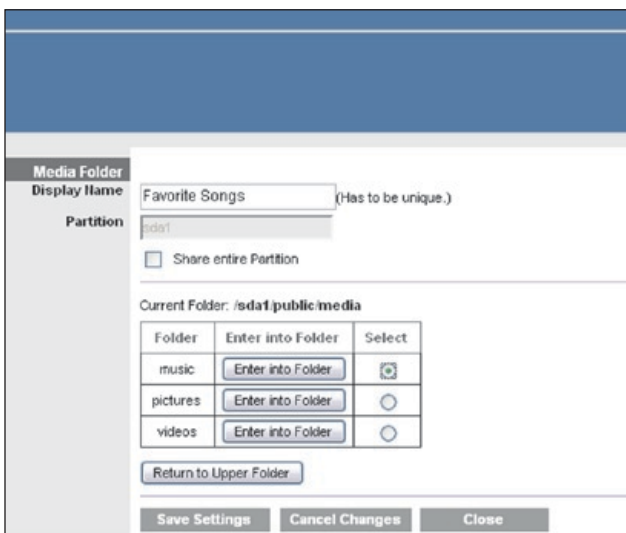 Media Folder
Display Name Favorite Songs (Has to be unique.)
Partition sda1
Share entire Partition
Current Folder: /sda1/public/media
Folder Enter into Folder Select
music Enter into Folder
pictures Enter into Folder
videos Enter into Folder
Return to Upper Folder
Save Settings Cancel Changes Close